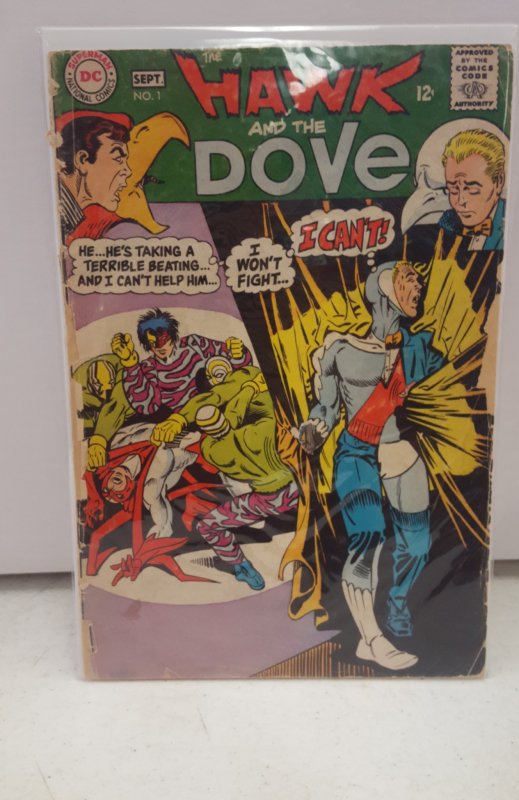 SUPERMAN
DC
NATIONAL COMICS
SEPT.
NO. 1
The
HAWK
AND THE
DOVE
12¢
APPROVED
BY THE
COMICS
CODE
CA
AUTHORITY
HE...HE'S TAKING A
TERRIBLE BEATING...
AND I CAN'T HELP HIM...
I
WON'T
FIGHT...
I CAN'T!